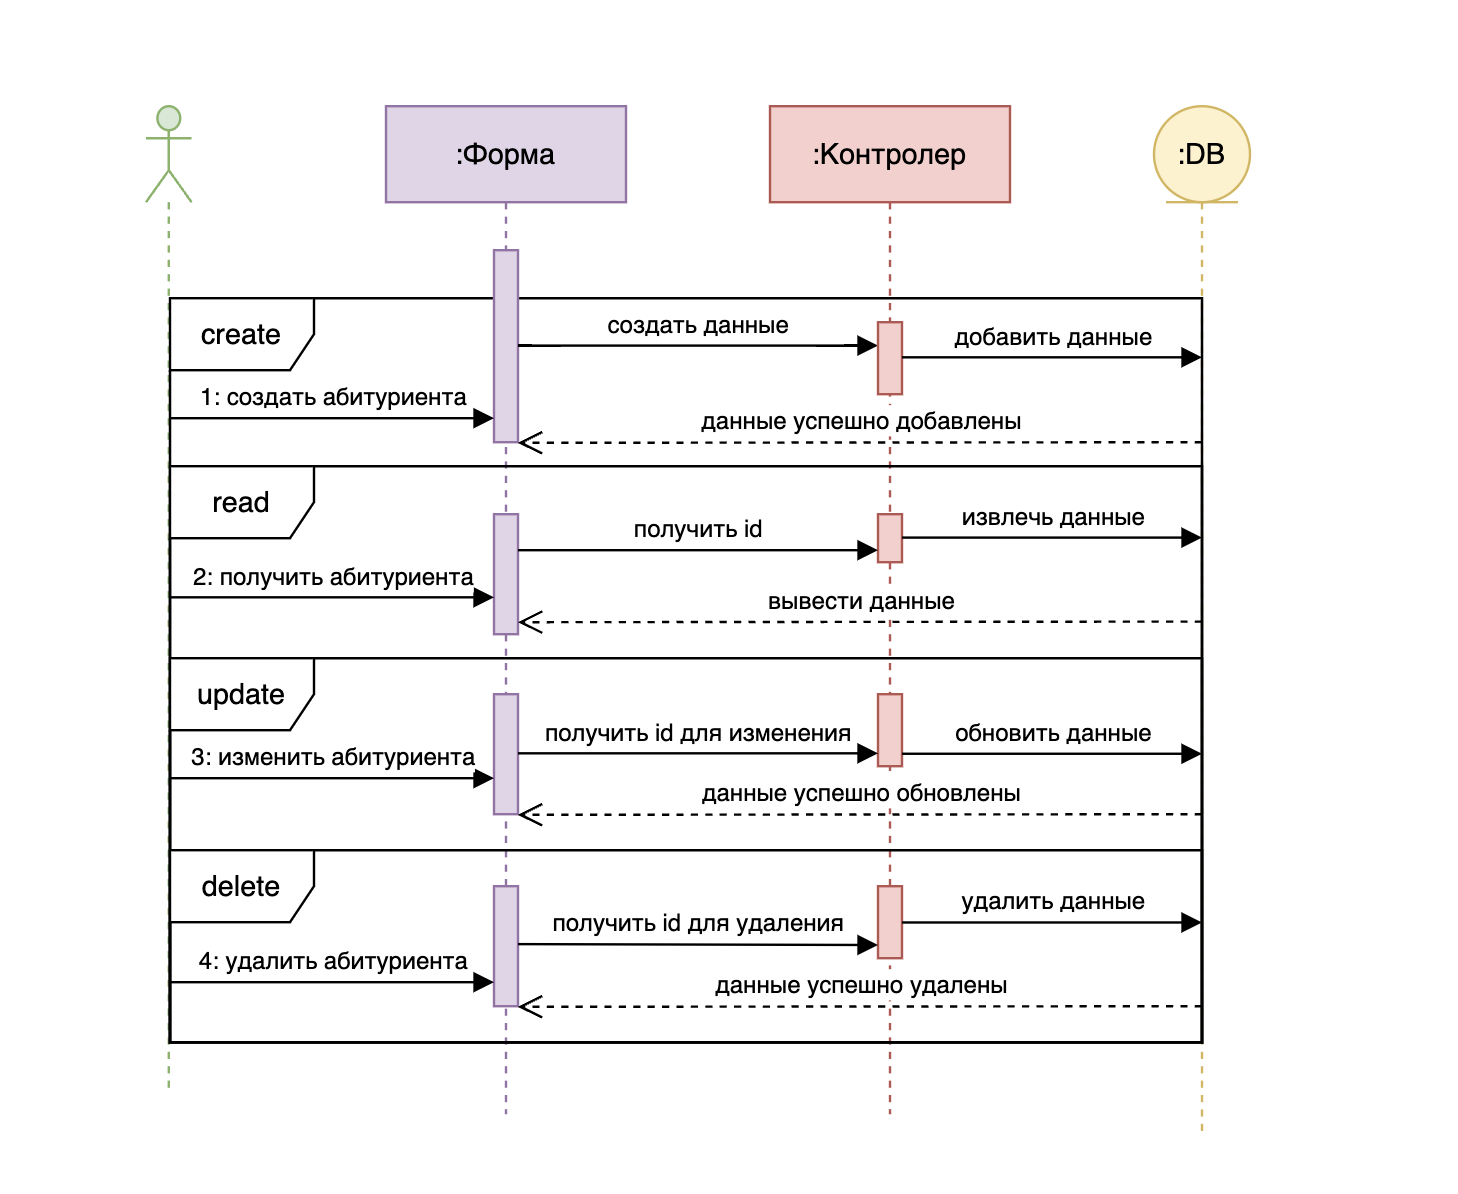 :Форма
:Контролер
:DB
create
создать данные
добавить данные
1: создать абитуриента
данные успешно добавлены
read
получить id
извлечь данные
2: получить абитуриента
вывести данные
update
получить id для изменения
обновить данные
3: изменить абитуриента
данные успешно обновлены
delete
получить id для удаления
удалить данные
4: удалить абитуриента
данные успешно удалены